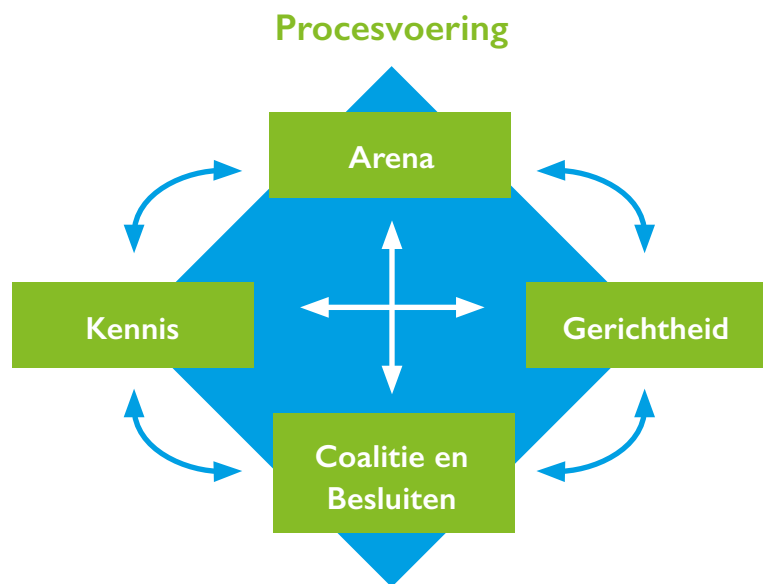 Procesvoering
Arena
Kennis
Gerichtheid
Coalitie en
Besluiten